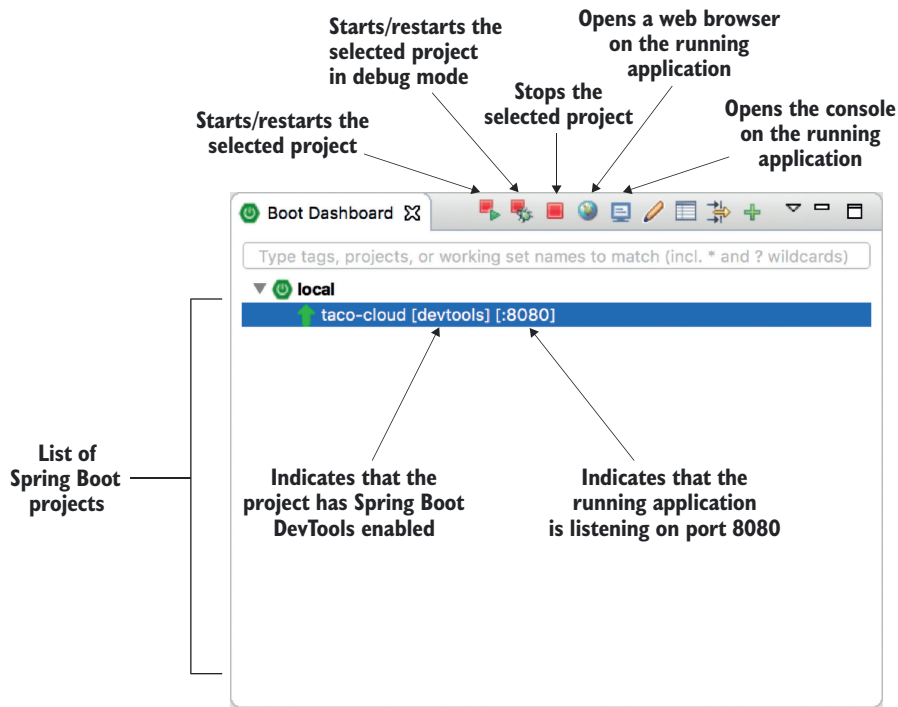 Opens a web browser
on the running
application
Starts/restarts the
selected project
in debug mode
Stops the
selected project
Opens the console
on the running
application
Starts/restarts the
selected project
Boot Dashboard
Type tags, projects, or working set names to match (incl. * and ? wildcards)
local
taco-cloud [devtools] [:8080]
List of
Spring Boot
projects
Indicates that the
project has Spring Boot
DevTools enabled
Indicates that the
running application
is listening on port 8080